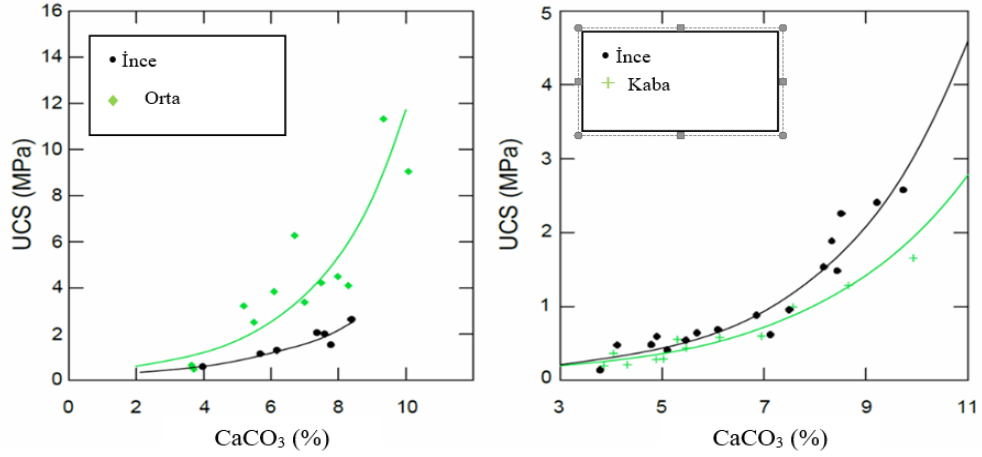 16
14
12
10
8
6
4
2
0
UCS (MPa)
İnce
Orta
0 2 4 6 8 10
CaCO₃ (%)
5
4
3
2
1
0
UCS (MPa)
İnce
Kaba
3 5 7 9 11
CaCO₃ (%)